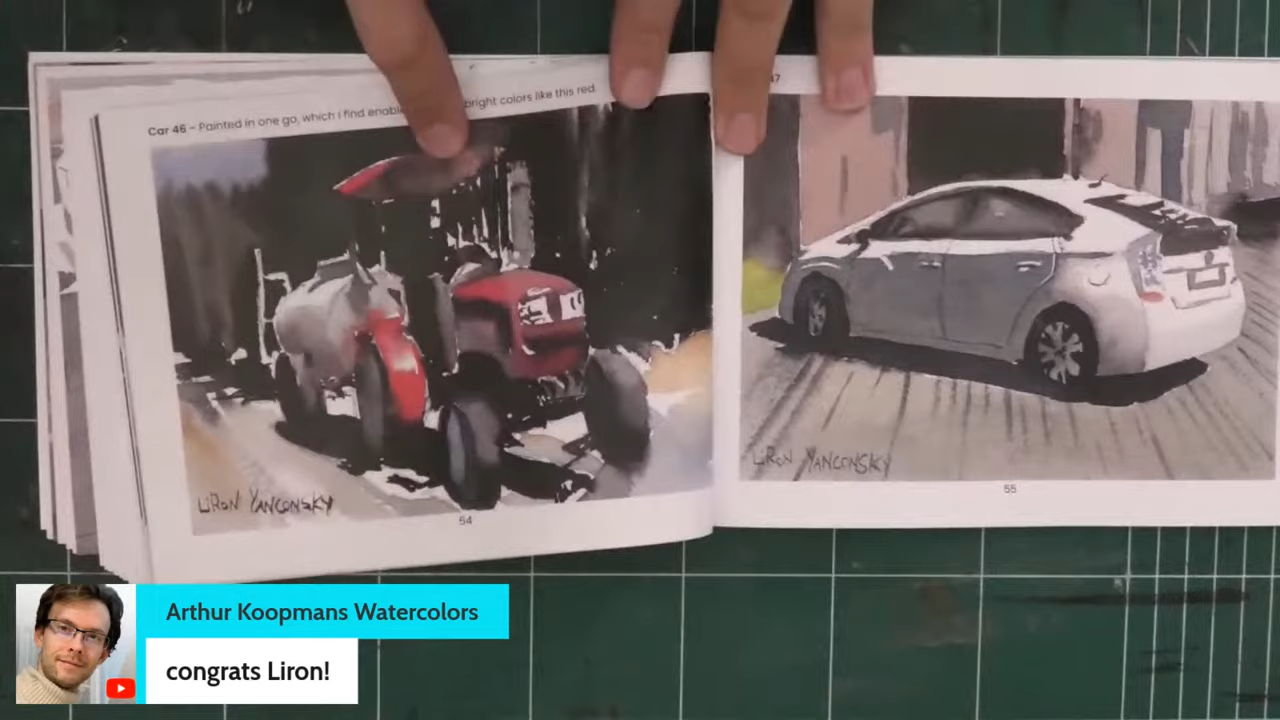 Car 46 - Painted in one go, which i find bright colors like this red.
47
LiRON YANCONSKY
54
LiRON YANCONSKY
55
Arthur Koopmans Watercolors
congrats Liron!